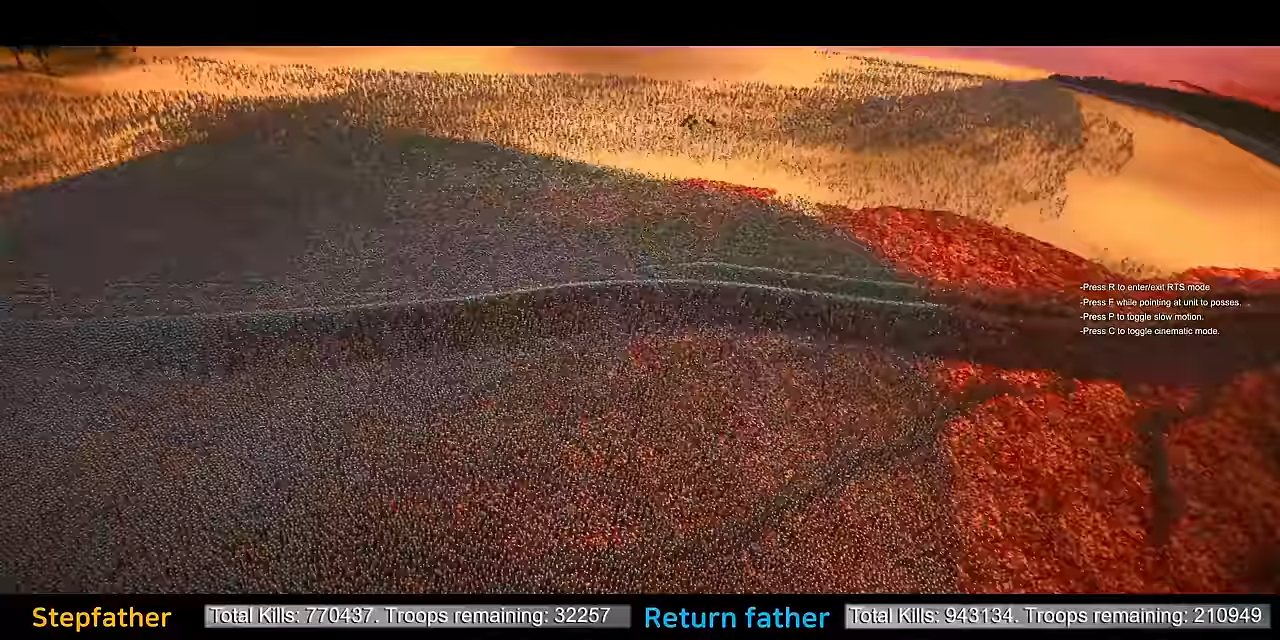 -Press R to enter/exit RTS mode
-Press F while pointing at unit to posses.
-Press P to toggle slow motion.
-Press C to toggle cinematic mode.
Stepfather
Total Kills: 770437. Troops remaining: 32257
Return father
Total Kills: 943134. Troops remaining: 210949